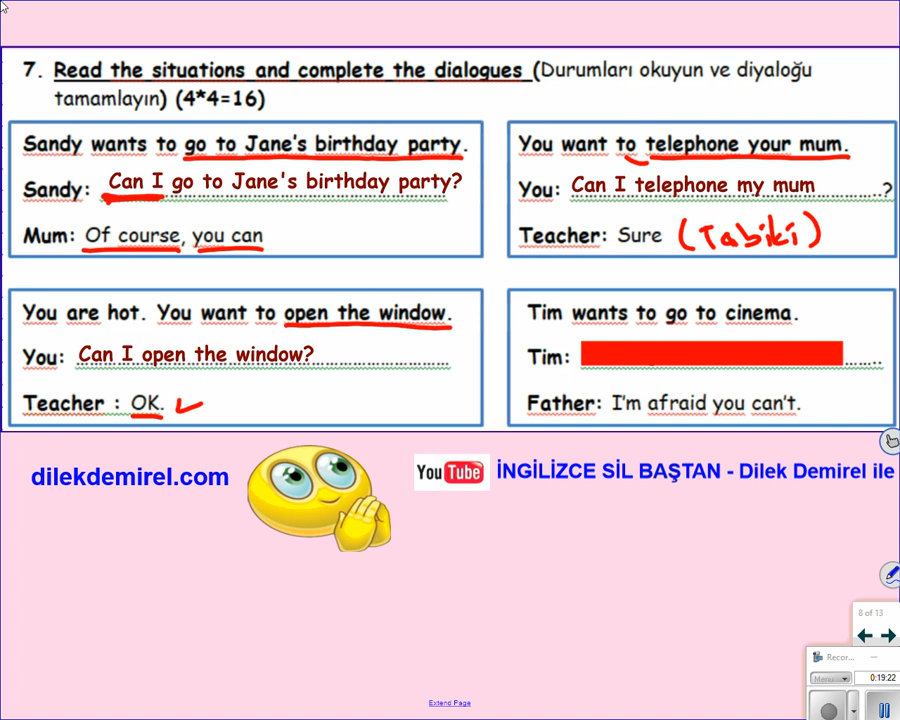 7. Read the situations and complete the dialogues (Durumları okuyun ve diyaloğu
tamamlayın) (4*4=16)
Sandy wants to go to Jane's birthday party.
Sandy: Can I go to Jane's birthday party?
Mum: Of course, you can
You want to telephone your mum.
You: Can I telephone my mum ..?
Teacher: Sure (Tabiki)
You are hot. You want to open the window.
You: Can I open the window?
Teacher : OK.
Tim wants to go to cinema.
Tim:
Father: I'm afraid you can't.
dilekdemirel.com
YouTube İNGİLİZCE SİL BAŞTAN - Dilek Demirel ile
8 of 13
Recor...
Menu
0:19:22
Extend Page